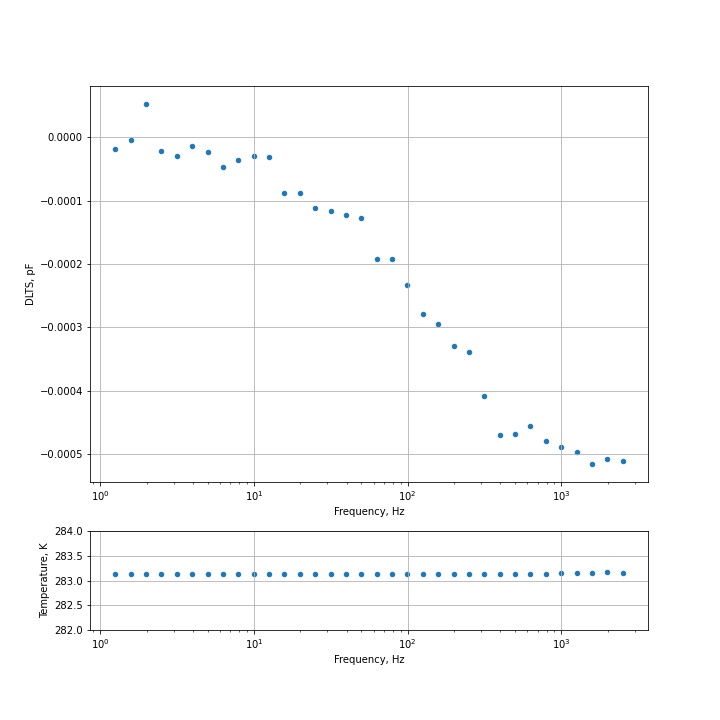 0.0000
−0.0001
−0.0002
−0.0003
−0.0004
−0.0005
DLTS, pF
10⁰ 10¹ 10² 10³
Frequency, Hz
284.0
283.5
283.0
282.5
282.0
Temperature, K
10⁰ 10¹ 10² 10³
Frequency, Hz